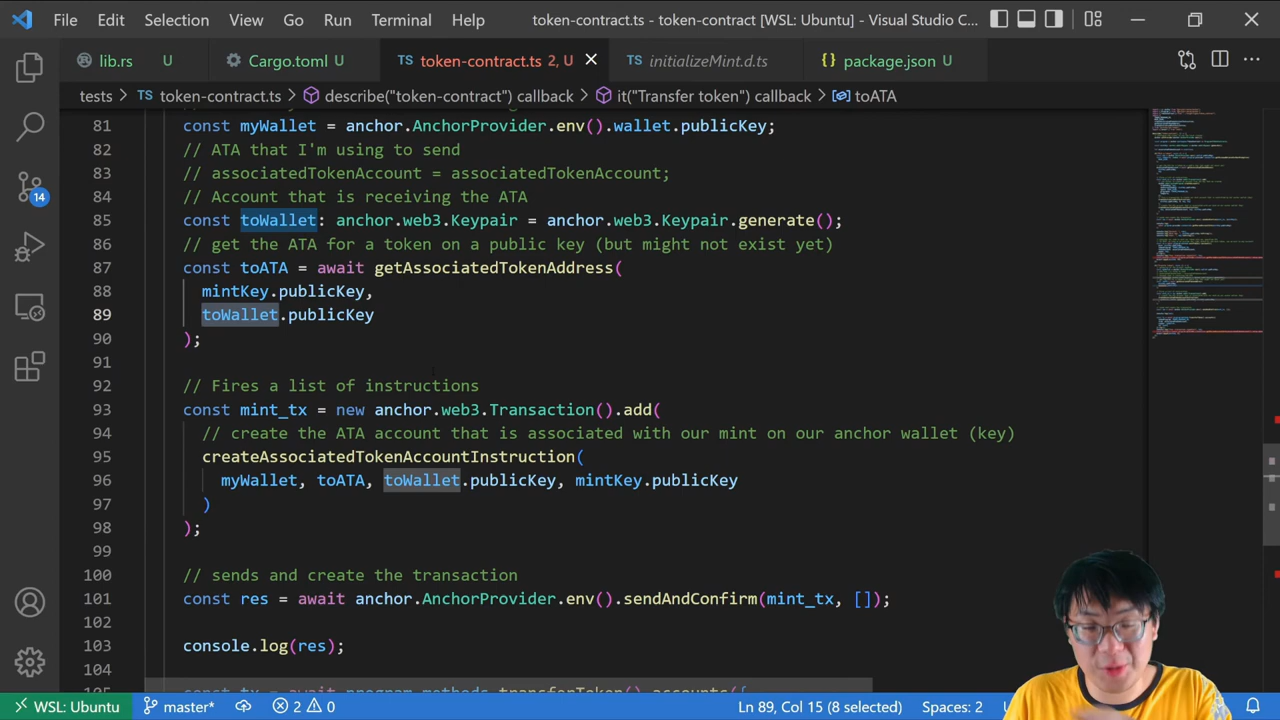 File Edit Selection View Go Run Terminal Help token-contract.ts - token-contract [WSL: Ubuntu] - Visual Studio C...
lib.rs U Cargo.toml U TS token-contract.ts 2, U TS initializeMint.d.ts {} package.json U
tests > TS token-contract.ts > describe("token-contract") callback > it("Transfer token") callback > toATA
81 const myWallet = anchor.AnchorProvider.env().wallet.publicKey;
82 // ATA that I'm using to send
83 // associatedTokenAccount = associatedTokenAccount;
84 // Account that is receiving the ATA
85 const toWallet: anchor.web3. anchor.web3.Keypair.generate();
86 // get the ATA for a token on a public key (but might not exist yet)
87 const toATA = await getAssociatedTokenAddress(
88 mintKey.publicKey,
89 toWallet.publicKey
90 );
91
92 // Fires a list of instructions
93 const mint_tx = new anchor.web3.Transaction().add(
94 // create the ATA account that is associated with our mint on our anchor wallet (key)
95 createAssociatedTokenAccountInstruction(
96 myWallet, toATA, toWallet.publicKey, mintKey.publicKey
97 )
98 );
99
100 // sends and create the transaction
101 const res = await anchor.AnchorProvider.env().sendAndConfirm(mint_tx, []);
102
103 console.log(res);
104
14
WSL: Ubuntu master* 2 0 Ln 89, Col 15 (8 selected) Spaces: 2